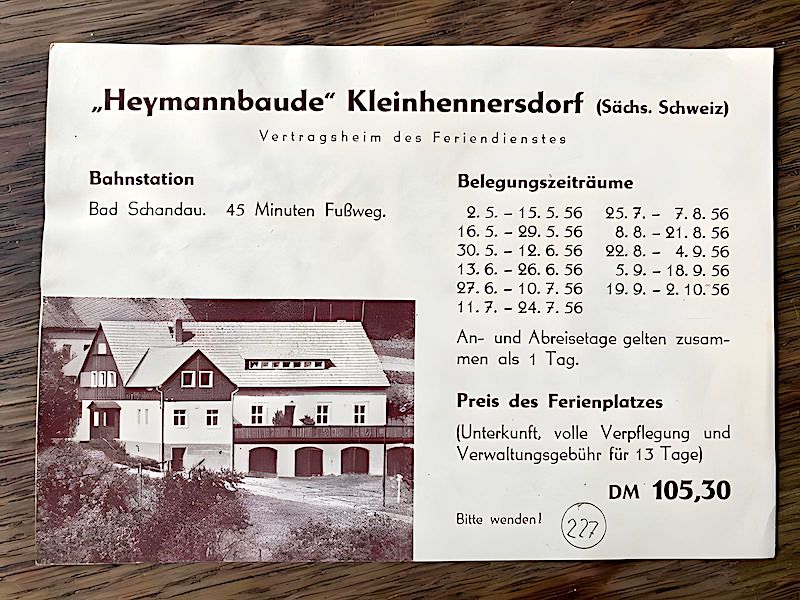 „Heymannbaude“ Kleinhennersdorf (Sächs. Schweiz)
Vertragsheim des Feriendienstes
Bahnstation
Bad Schandau. 45 Minuten Fußweg.
Belegungszeiträume
2. 5. – 15. 5. 56 25. 7. – 7. 8. 56
16. 5. – 29. 5. 56 8. 8. – 21. 8. 56
30. 5. – 12. 6. 56 22. 8. – 4. 9. 56
13. 6. – 26. 6. 56 5. 9. – 18. 9. 56
27. 6. – 10. 7. 56 19. 9. – 2. 10. 56
11. 7. – 24. 7. 56
An- und Abreisetage gelten zusam-
men als 1 Tag.
Preis des Ferienplatzes
(Unterkunft, volle Verpflegung und
Verwaltungsgebühr für 13 Tage)
DM 105,30
Bitte wenden!
227